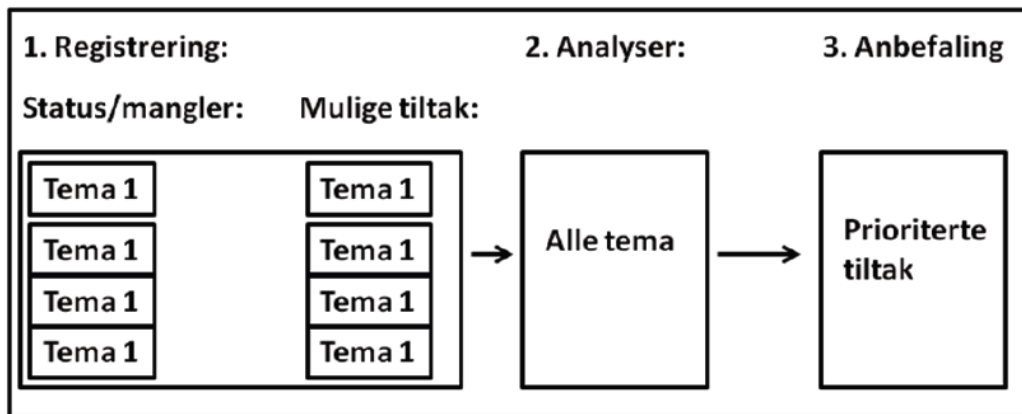 1. Registrering:
2. Analyser:
3. Anbefaling
Status/mangler:
Mulige tiltak:
Tema 1
Tema 1
Tema 1
Tema 1
Tema 1
Tema 1
Tema 1
Tema 1
Alle tema
Prioriterte
tiltak